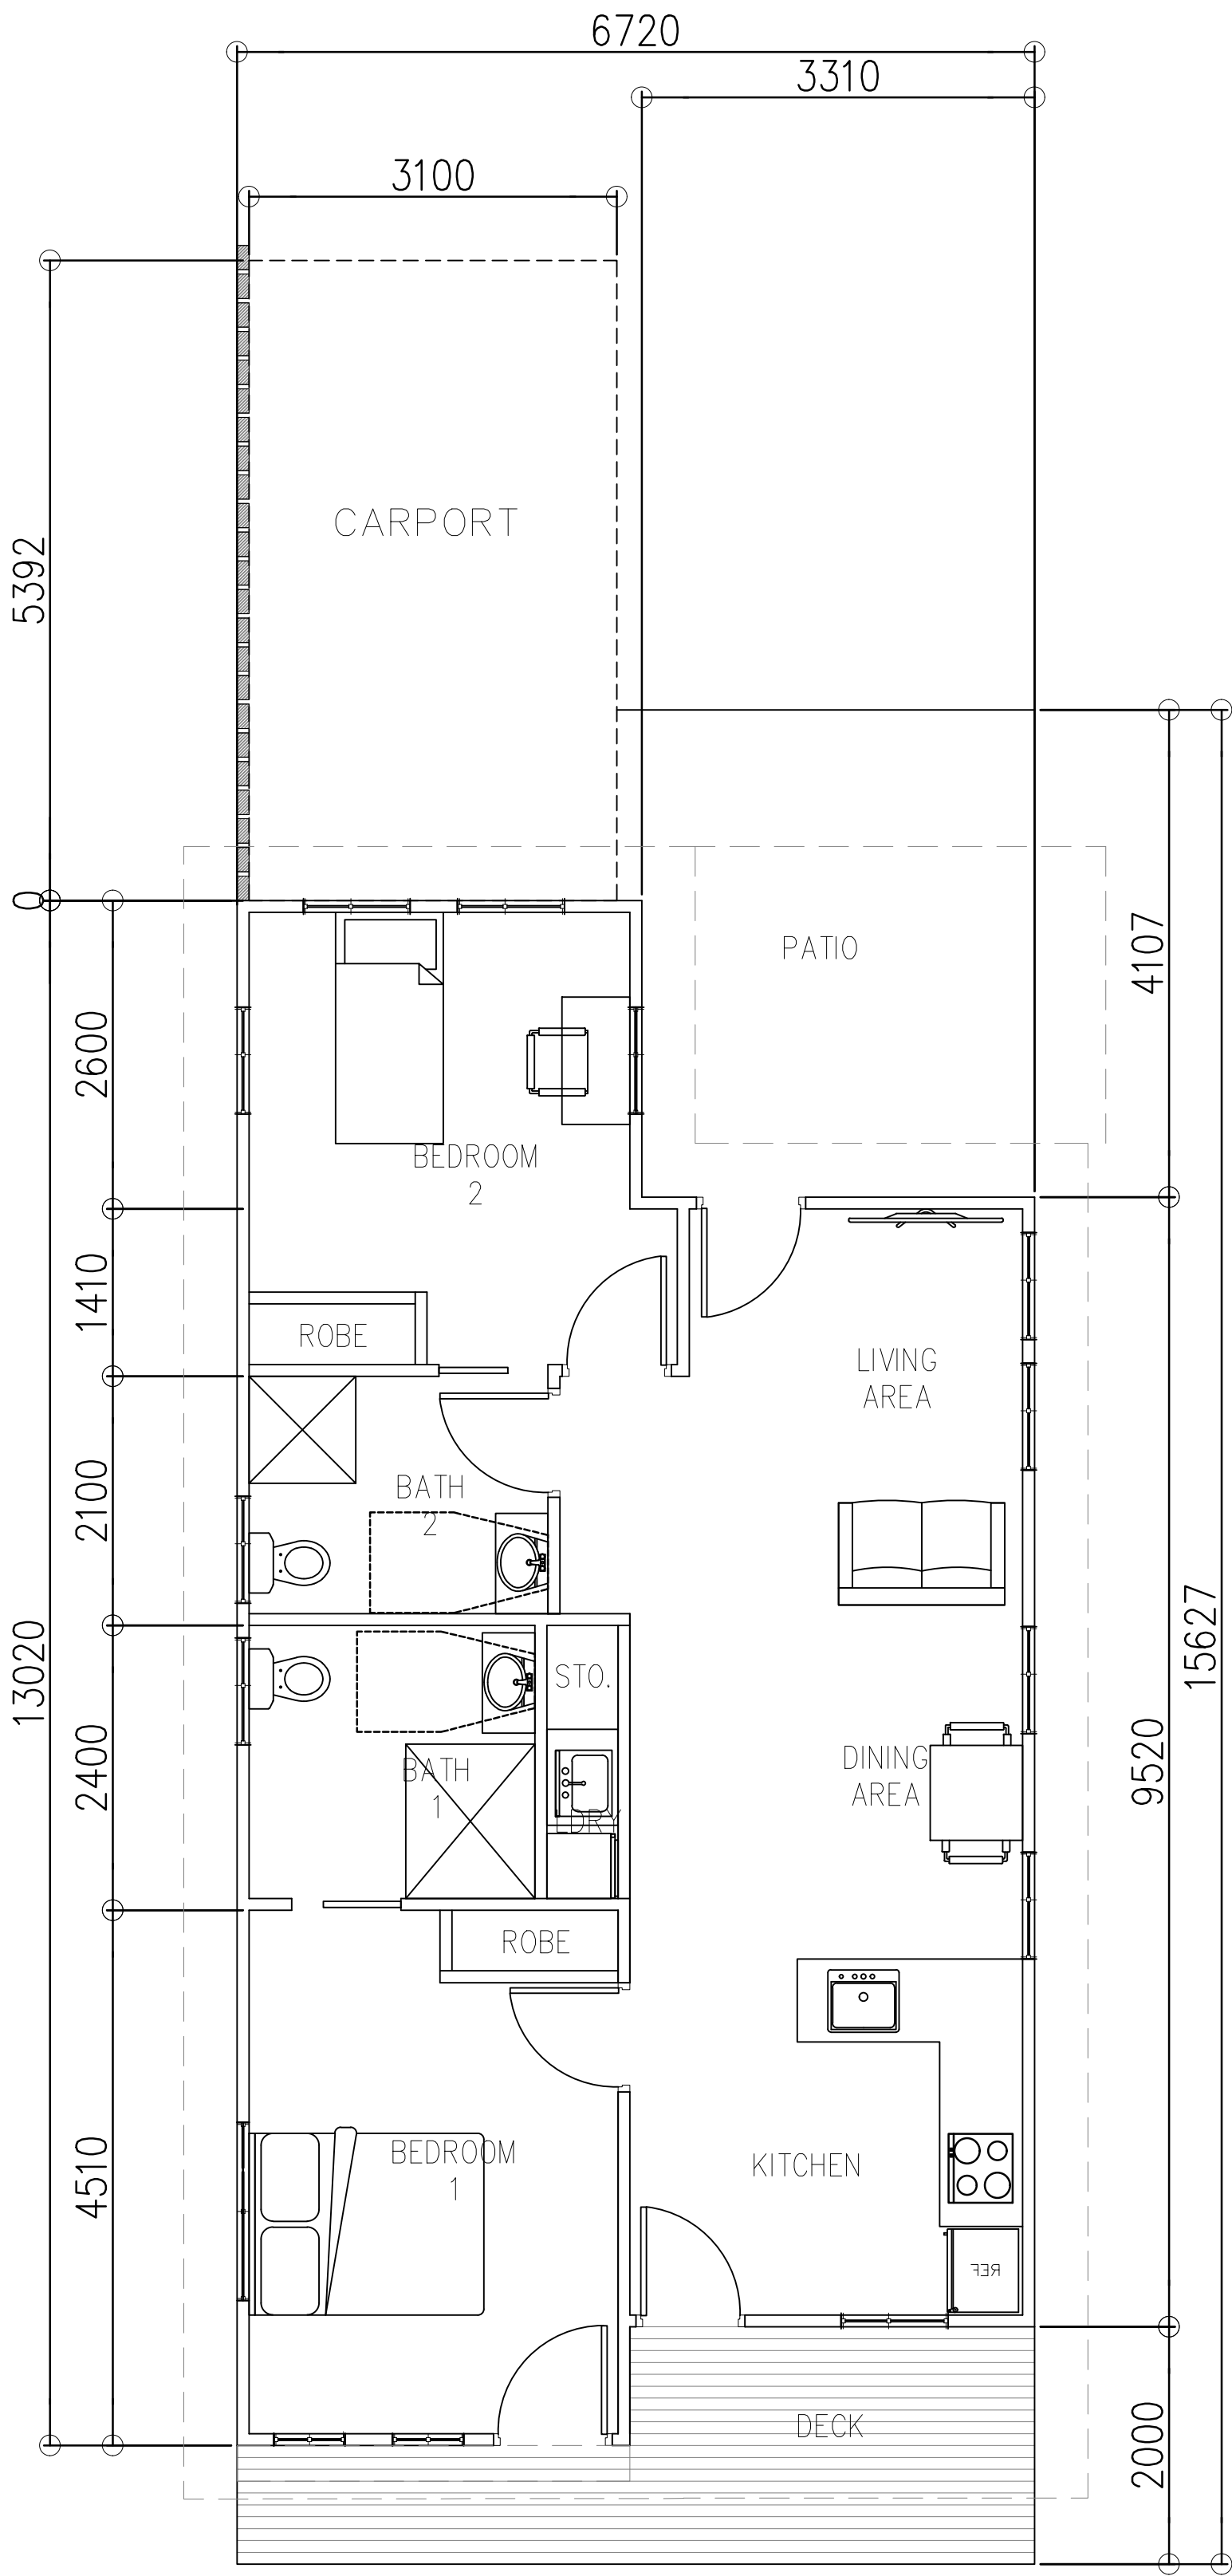 6720
3310
3100
CARPORT
5392
0
PATIO
4107
2600
BEDROOM
2
1410
ROBE
LIVING
AREA
BATH
2
2100
13020
15627
STO.
2400
BATH
1
LDRY
DINING
AREA
9520
ROBE
BEDROOM
1
KITCHEN
4510
REF
DECK
2000